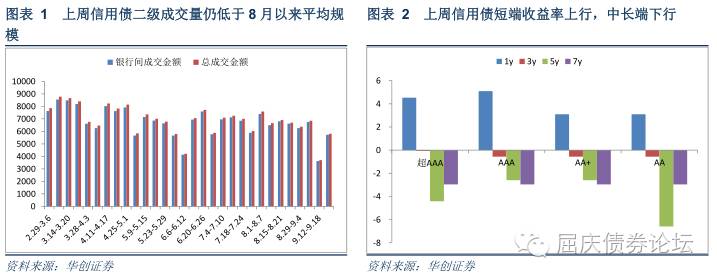 图表 1 上周信用债二级成交量仍低于 8 月以来平均规
模
银行间成交金额 总成交金额
10000
9000
8000
7000
6000
5000
4000
3000
2000
1000
0
2.29-3.6
3.14-3.20
3.28-4.3
4.11-4.17
4.25-5.1
5.9-5.15
5.23-5.29
6.6-6.12
6.20-6.26
7.4-7.10
7.18-7.24
8.1-8.7
8.15-8.21
8.29-9.4
9.12-9.18
资料来源：华创证券
图表 2 上周信用债短端收益率上行，中长端下行
1y 3y 5y 7y
6
4
2
0
-2
-4
-6
-8
超AAA
AAA
AA+
AA
屈庆债券论坛
资料来源：华创证券